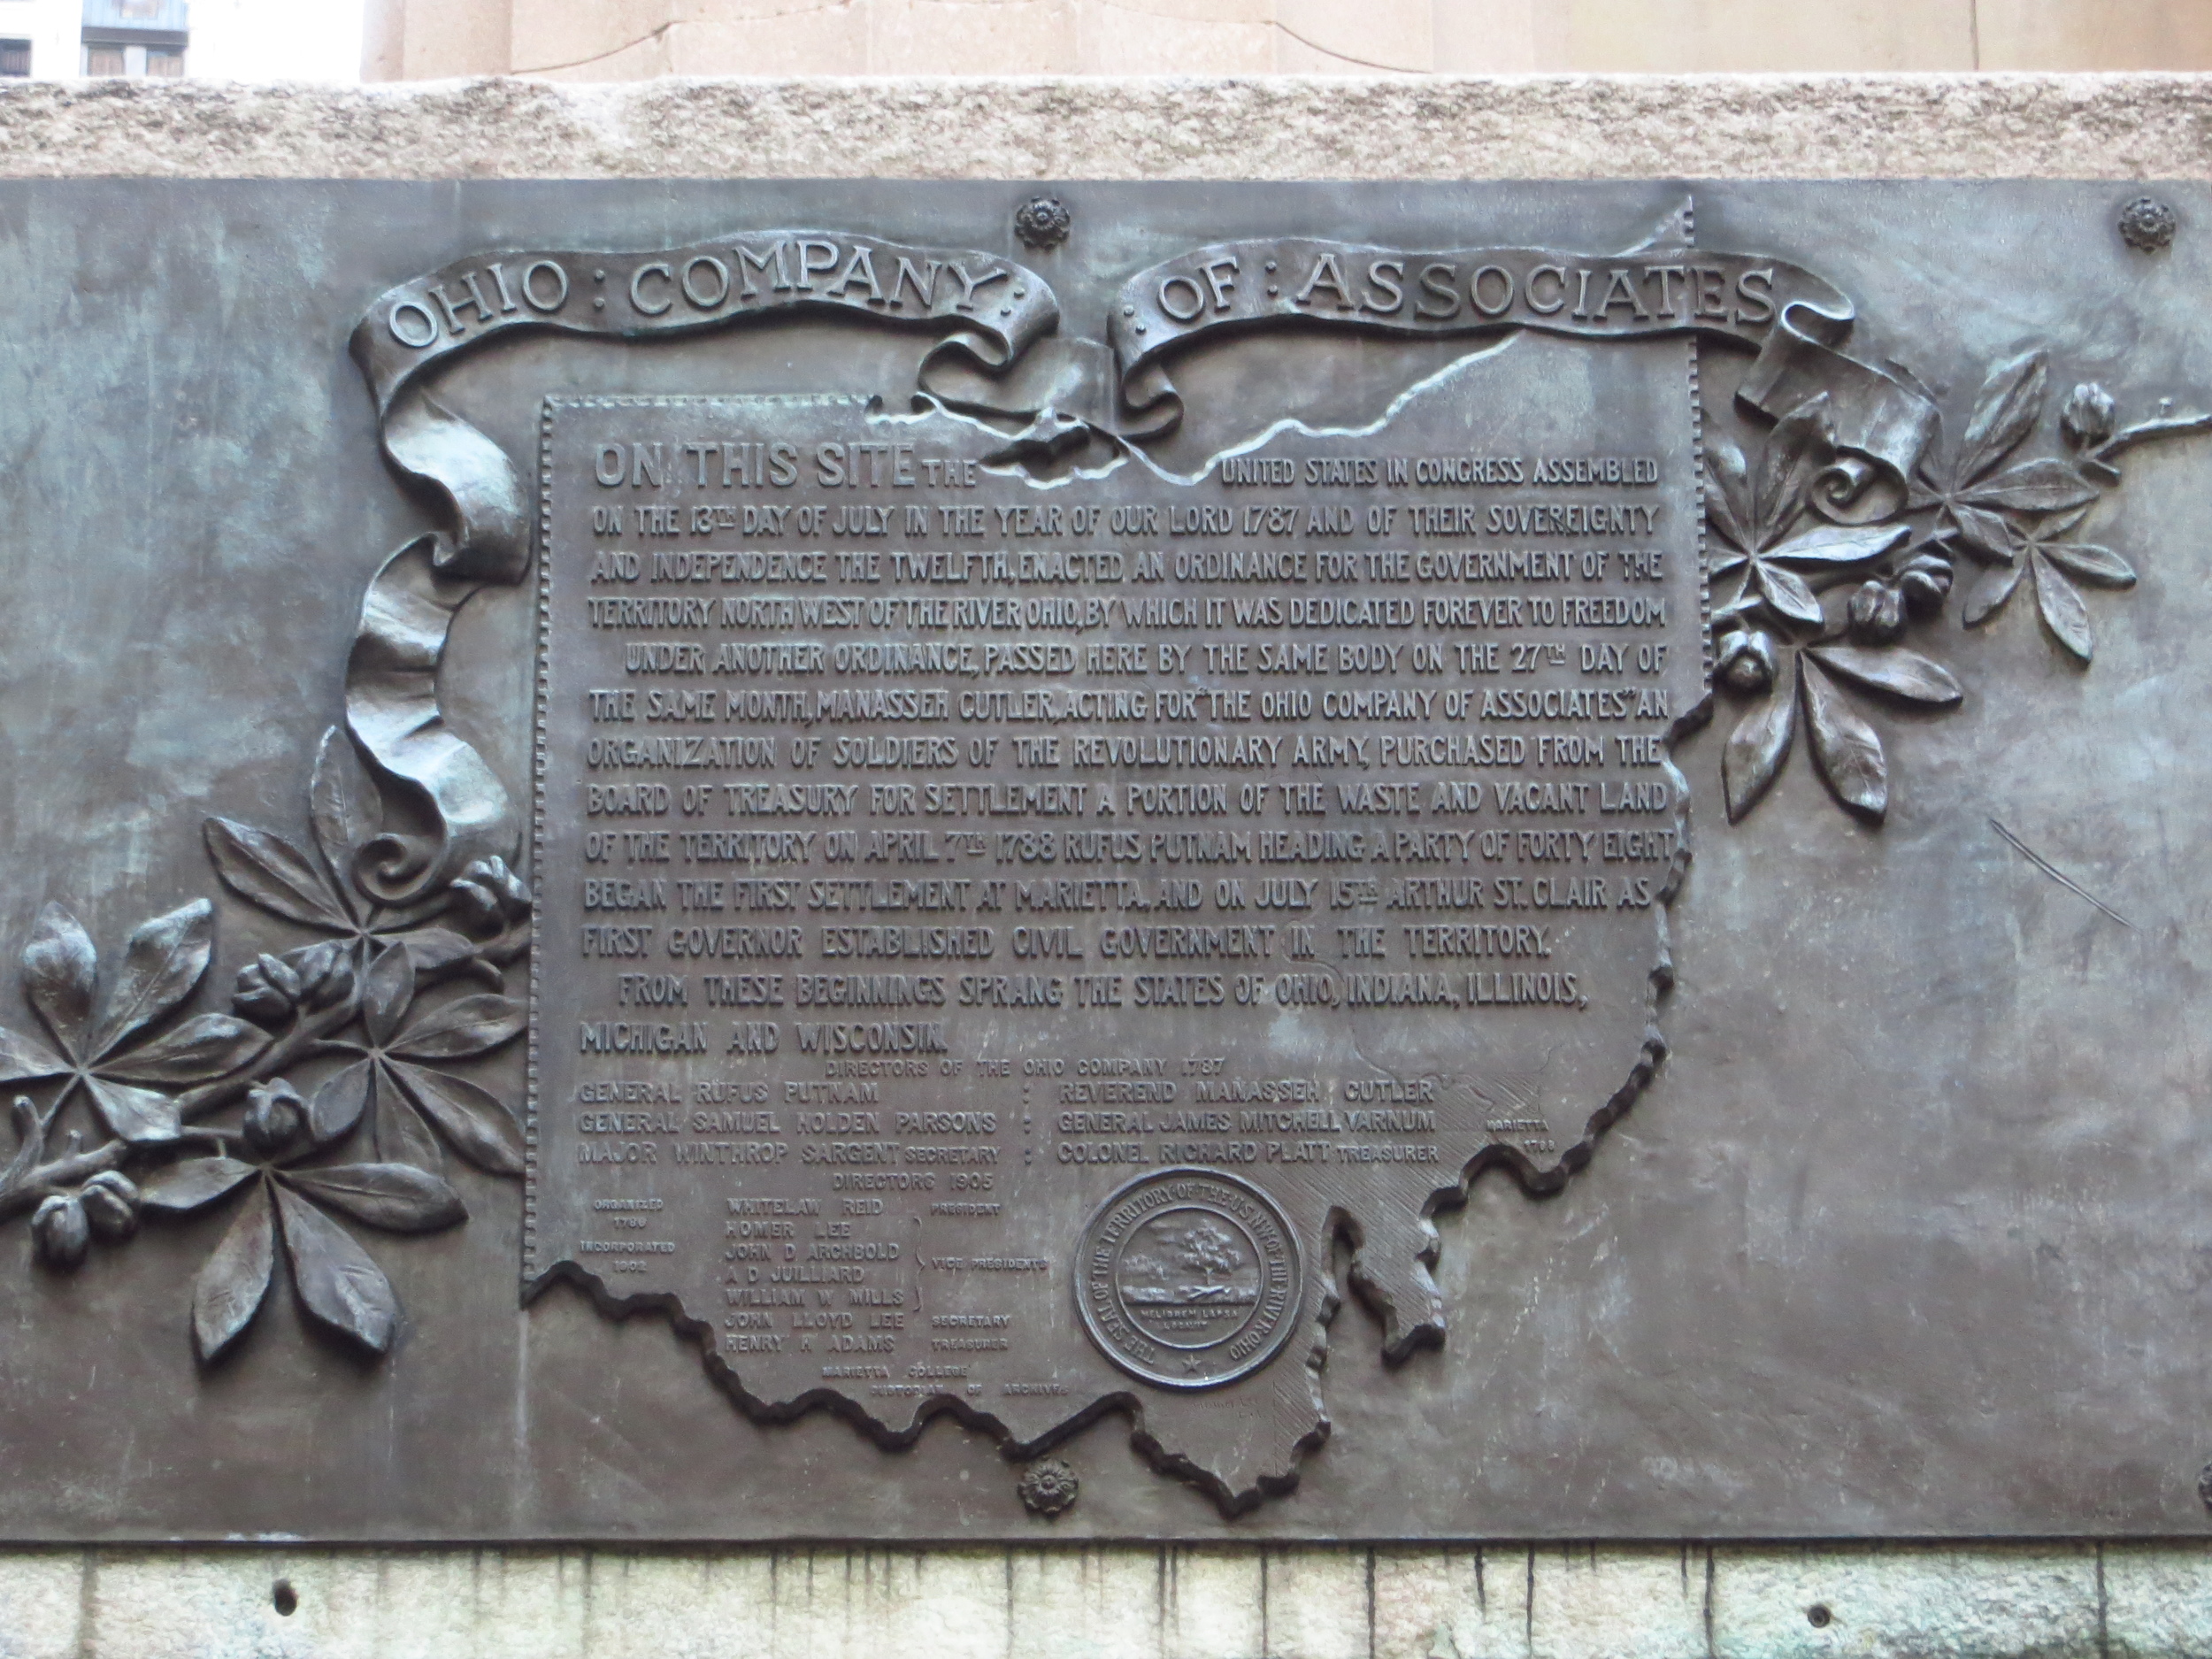 OHIO : COMPANY : OF : ASSOCIATES
ON THIS SITE THE UNITED STATES IN CONGRESS ASSEMBLED
ON THE 13TH DAY OF JULY IN THE YEAR OF OUR LORD 1787 AND OF THEIR SOVEREIGNTY
AND INDEPENDENCE THE TWELFTH, ENACTED AN ORDINANCE FOR THE GOVERNMENT OF THE
TERRITORY NORTH WEST OF THE RIVER OHIO, BY WHICH IT WAS DEDICATED FOREVER TO FREEDOM
UNDER ANOTHER ORDINANCE, PASSED HERE BY THE SAME BODY ON THE 27TH DAY OF
THE SAME MONTH, MANASSEH CUTLER, ACTING FOR "THE OHIO COMPANY OF ASSOCIATES" AN
ORGANIZATION OF SOLDIERS OF THE REVOLUTIONARY ARMY, PURCHASED FROM THE
BOARD OF TREASURY FOR SETTLEMENT A PORTION OF THE WASTE AND VACANT LAND
OF THE TERRITORY ON APRIL 7TH 1788 RUFUS PUTNAM HEADING A PARTY OF FORTY EIGHT
BEGAN THE FIRST SETTLEMENT AT MARIETTA, AND ON JULY 15TH ARTHUR ST. CLAIR AS
FIRST GOVERNOR ESTABLISHED CIVIL GOVERNMENT IN THE TERRITORY.
FROM THESE BEGINNINGS SPRANG THE STATES OF OHIO, INDIANA, ILLINOIS,
MICHIGAN AND WISCONSIN.
DIRECTORS OF THE OHIO COMPANY 1787
GENERAL RUFUS PUTNAM : REVEREND MANASSEH CUTLER
GENERAL SAMUEL HOLDEN PARSONS : GENERAL JAMES MITCHELL VARNUM
MAJOR WINTHROP SARGENT SECRETARY : COLONEL RICHARD PLATT TREASURER
MARIETTA
1788
DIRECTORS 1905
ORGANIZED
1786
INCORPORATED
1902
WHITELAW REID PRESIDENT
HOMER LEE
JOHN D ARCHBOLD
A D JUILLIARD
WILLIAM W MILLS
VICE PRESIDENTS
JOHN LLOYD LEE SECRETARY
HENRY H ADAMS TREASURER
MARIETTA COLLEGE
CUSTODIAN OF ARCHIVES
THE SEAL OF THE TERRITORY OF THE U.S. N.W. OF THE RIVER OHIO
MELIOREM LAPSA
LOCAVIT